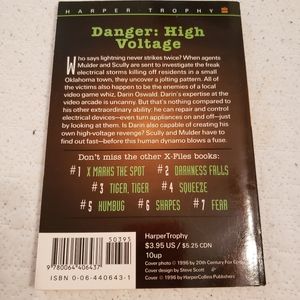 HARPER • TROPHY
Danger: High
Voltage
Who says lightning never strikes twice? When agents
Mulder and Scully are sent to investigate the freak
electrical storms killing off residents in a small
Oklahoma town, they uncover a jolting pattern. All
of the victims also happen to be the enemies of a local
video game whiz, Darin Oswald. Darin's expertise at the
video arcade is uncanny. But that's nothing compared to his
other extraordinary ability: he can repair and control
electrical devices—even turn appliances on and off—just
by looking at them. Is Darin also capable of creating his
own high-voltage revenge? Scully and Mulder have to
find out fast—before this human dynamo blows a fuse.
Don't miss the other X-Files books:
#1 X MARKS THE SPOT #2 DARKNESS FALLS
#3 TIGER, TIGER #4 SQUEEZE
#5 HUMBUG #6 SHAPES #7 FEAR
50395
9 780064 406437
ISBN 0-06-440643-1
HarperTrophy
$3.95 US / $5.25 CDN
10up
Cover photo © 1996 by 20th Century Fox
Cover design by Steve Scott
Cover © 1996 by HarperCollins Publishers